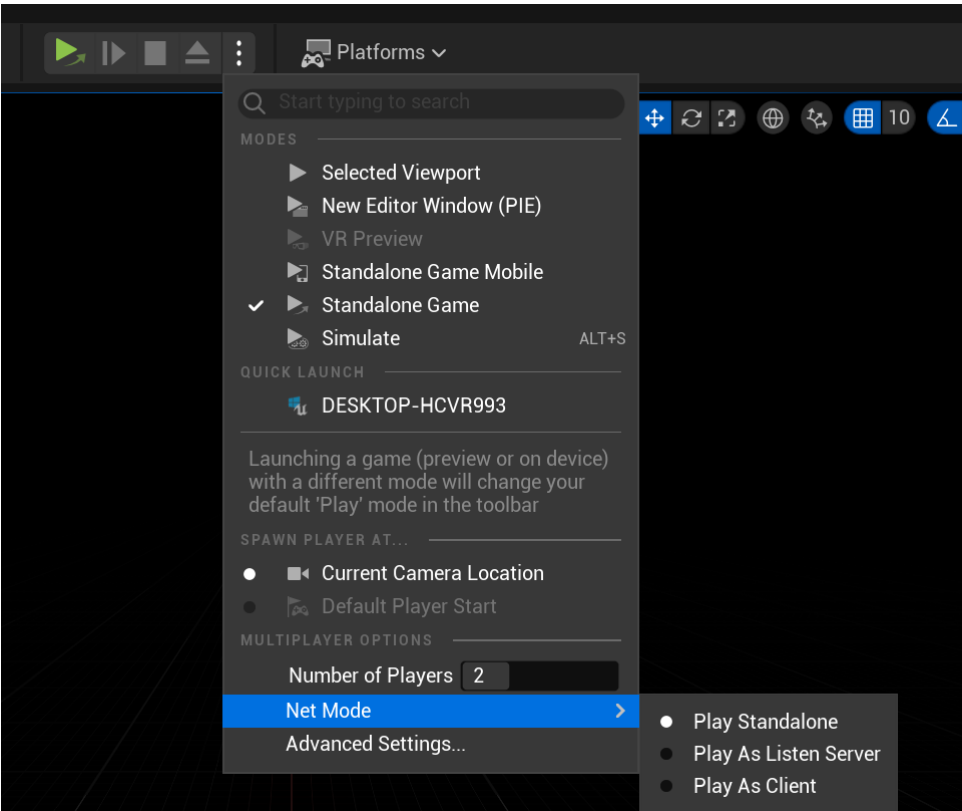 Platforms
Start typing to search
10
MODES
Selected Viewport
New Editor Window (PIE)
VR Preview
Standalone Game Mobile
Standalone Game
Simulate ALT+S
QUICK LAUNCH
DESKTOP-HCVR993
Launching a game (preview or on device)
with a different mode will change your
default 'Play' mode in the toolbar
SPAWN PLAYER AT...
Current Camera Location
Default Player Start
MULTIPLAYER OPTIONS
Number of Players 2
Net Mode
Play Standalone
Advanced Settings...
Play As Listen Server
Play As Client